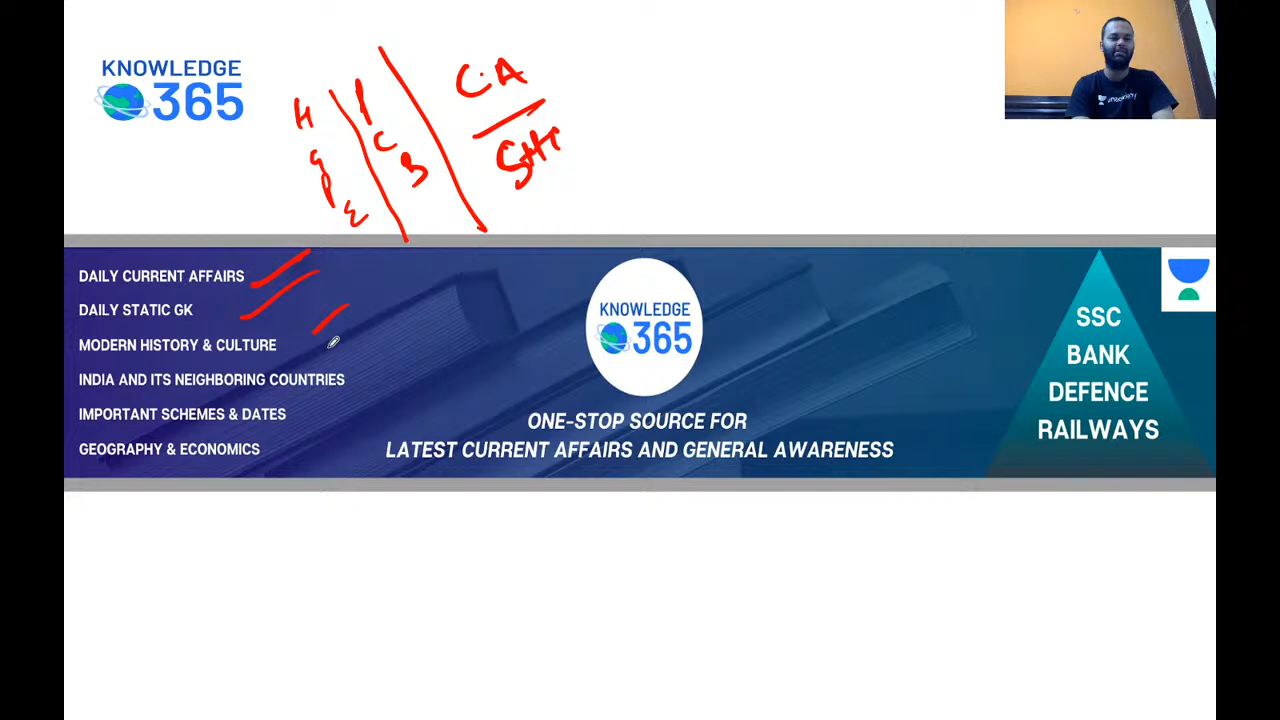 KNOWLEDGE
365
H
G
P
E
P
C
B
C.A
DAILY CURRENT AFFAIRS
DAILY STATIC GK
MODERN HISTORY & CULTURE
INDIA AND ITS NEIGHBORING COUNTRIES
IMPORTANT SCHEMES & DATES
GEOGRAPHY & ECONOMICS
KNOWLEDGE
365
ONE-STOP SOURCE FOR
LATEST CURRENT AFFAIRS AND GENERAL AWARENESS
SSC
BANK
DEFENCE
RAILWAYS